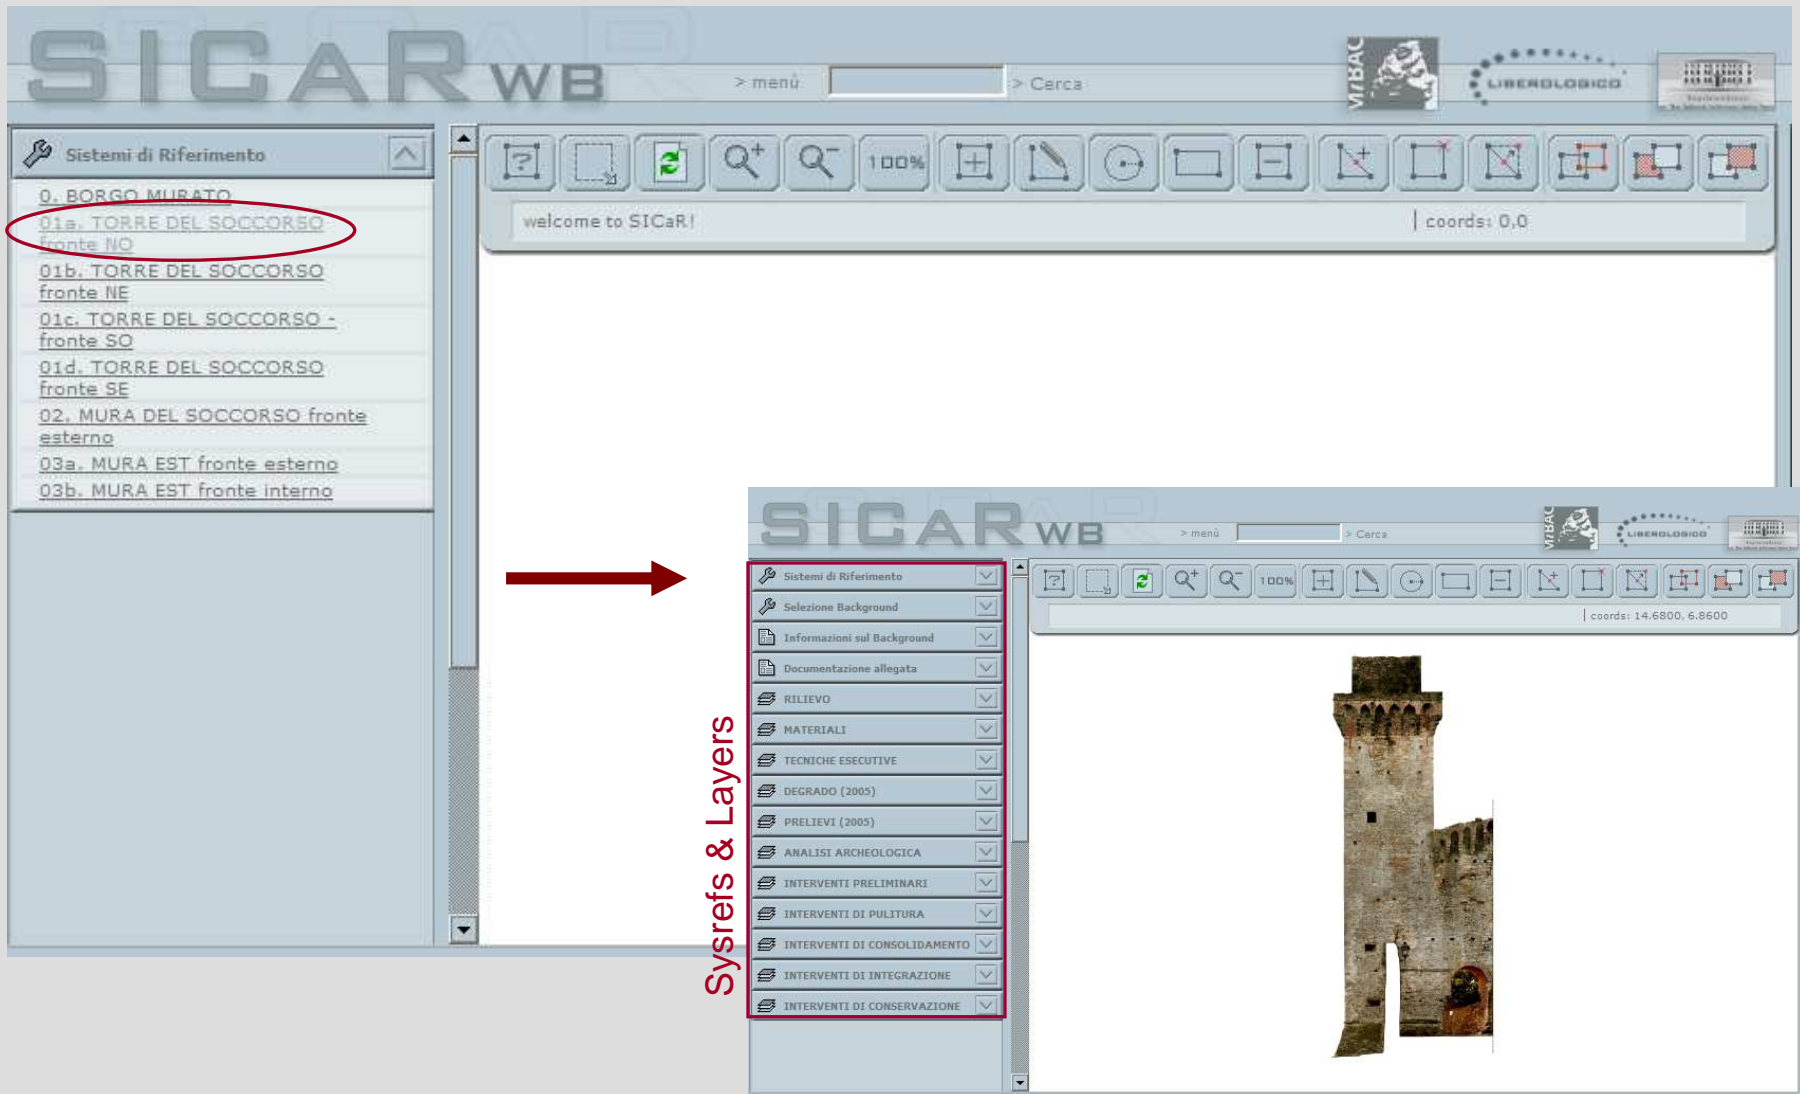 SICAR WB
> menù
> Cerca
MiBAC
LIBEROLOGICO
Sistemi di Riferimento
0. BORGO MURATO
01a. TORRE DEL SOCCORSO
fronte NO
01b. TORRE DEL SOCCORSO
fronte NE
01c. TORRE DEL SOCCORSO -
fronte SO
01d. TORRE DEL SOCCORSO
fronte SE
02. MURA DEL SOCCORSO fronte
esterno
03a. MURA EST fronte esterno
03b. MURA EST fronte interno
100%
welcome to SICaR!
| coords: 0,0
Sysrefs & Layers
SICAR WB
> menù
> Cerca
MiBAC
LIBEROLOGICO
Sistemi di Riferimento
Selezione Background
Informazioni sul Background
Documentazione allegata
RILIEVO
MATERIALI
TECNICHE ESECUTIVE
DEGRADO (2005)
PRELIEVI (2005)
ANALISI ARCHEOLOGICA
INTERVENTI PRELIMINARI
INTERVENTI DI PULITURA
INTERVENTI DI CONSOLIDAMENTO
INTERVENTI DI INTEGRAZIONE
INTERVENTI DI CONSERVAZIONE
100%
| coords: 14.6800, 6.8600